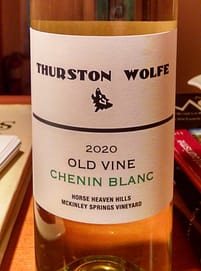 THURSTON WOLFE
2020
OLD VINE
CHENIN BLANC
HORSE HEAVEN HILLS
MCKINLEY SPRINGS VINEYARD